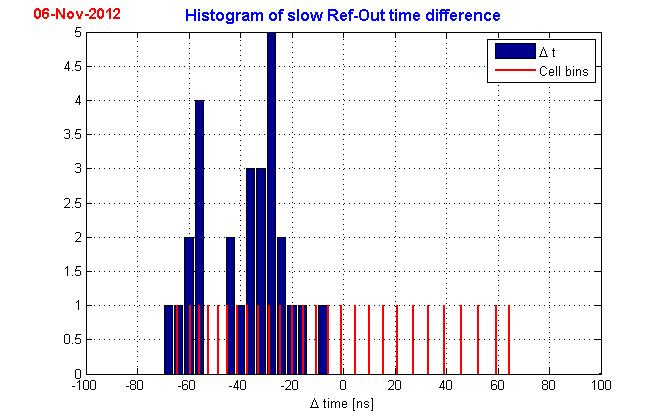 06-Nov-2012
Histogram of slow Ref-Out time difference
5
4.5
4
3.5
3
2.5
2
1.5
1
0.5
0
Δ t
Cell bins
-100 -80 -60 -40 -20 0 20 40 60 80 100
Δ time [ns]